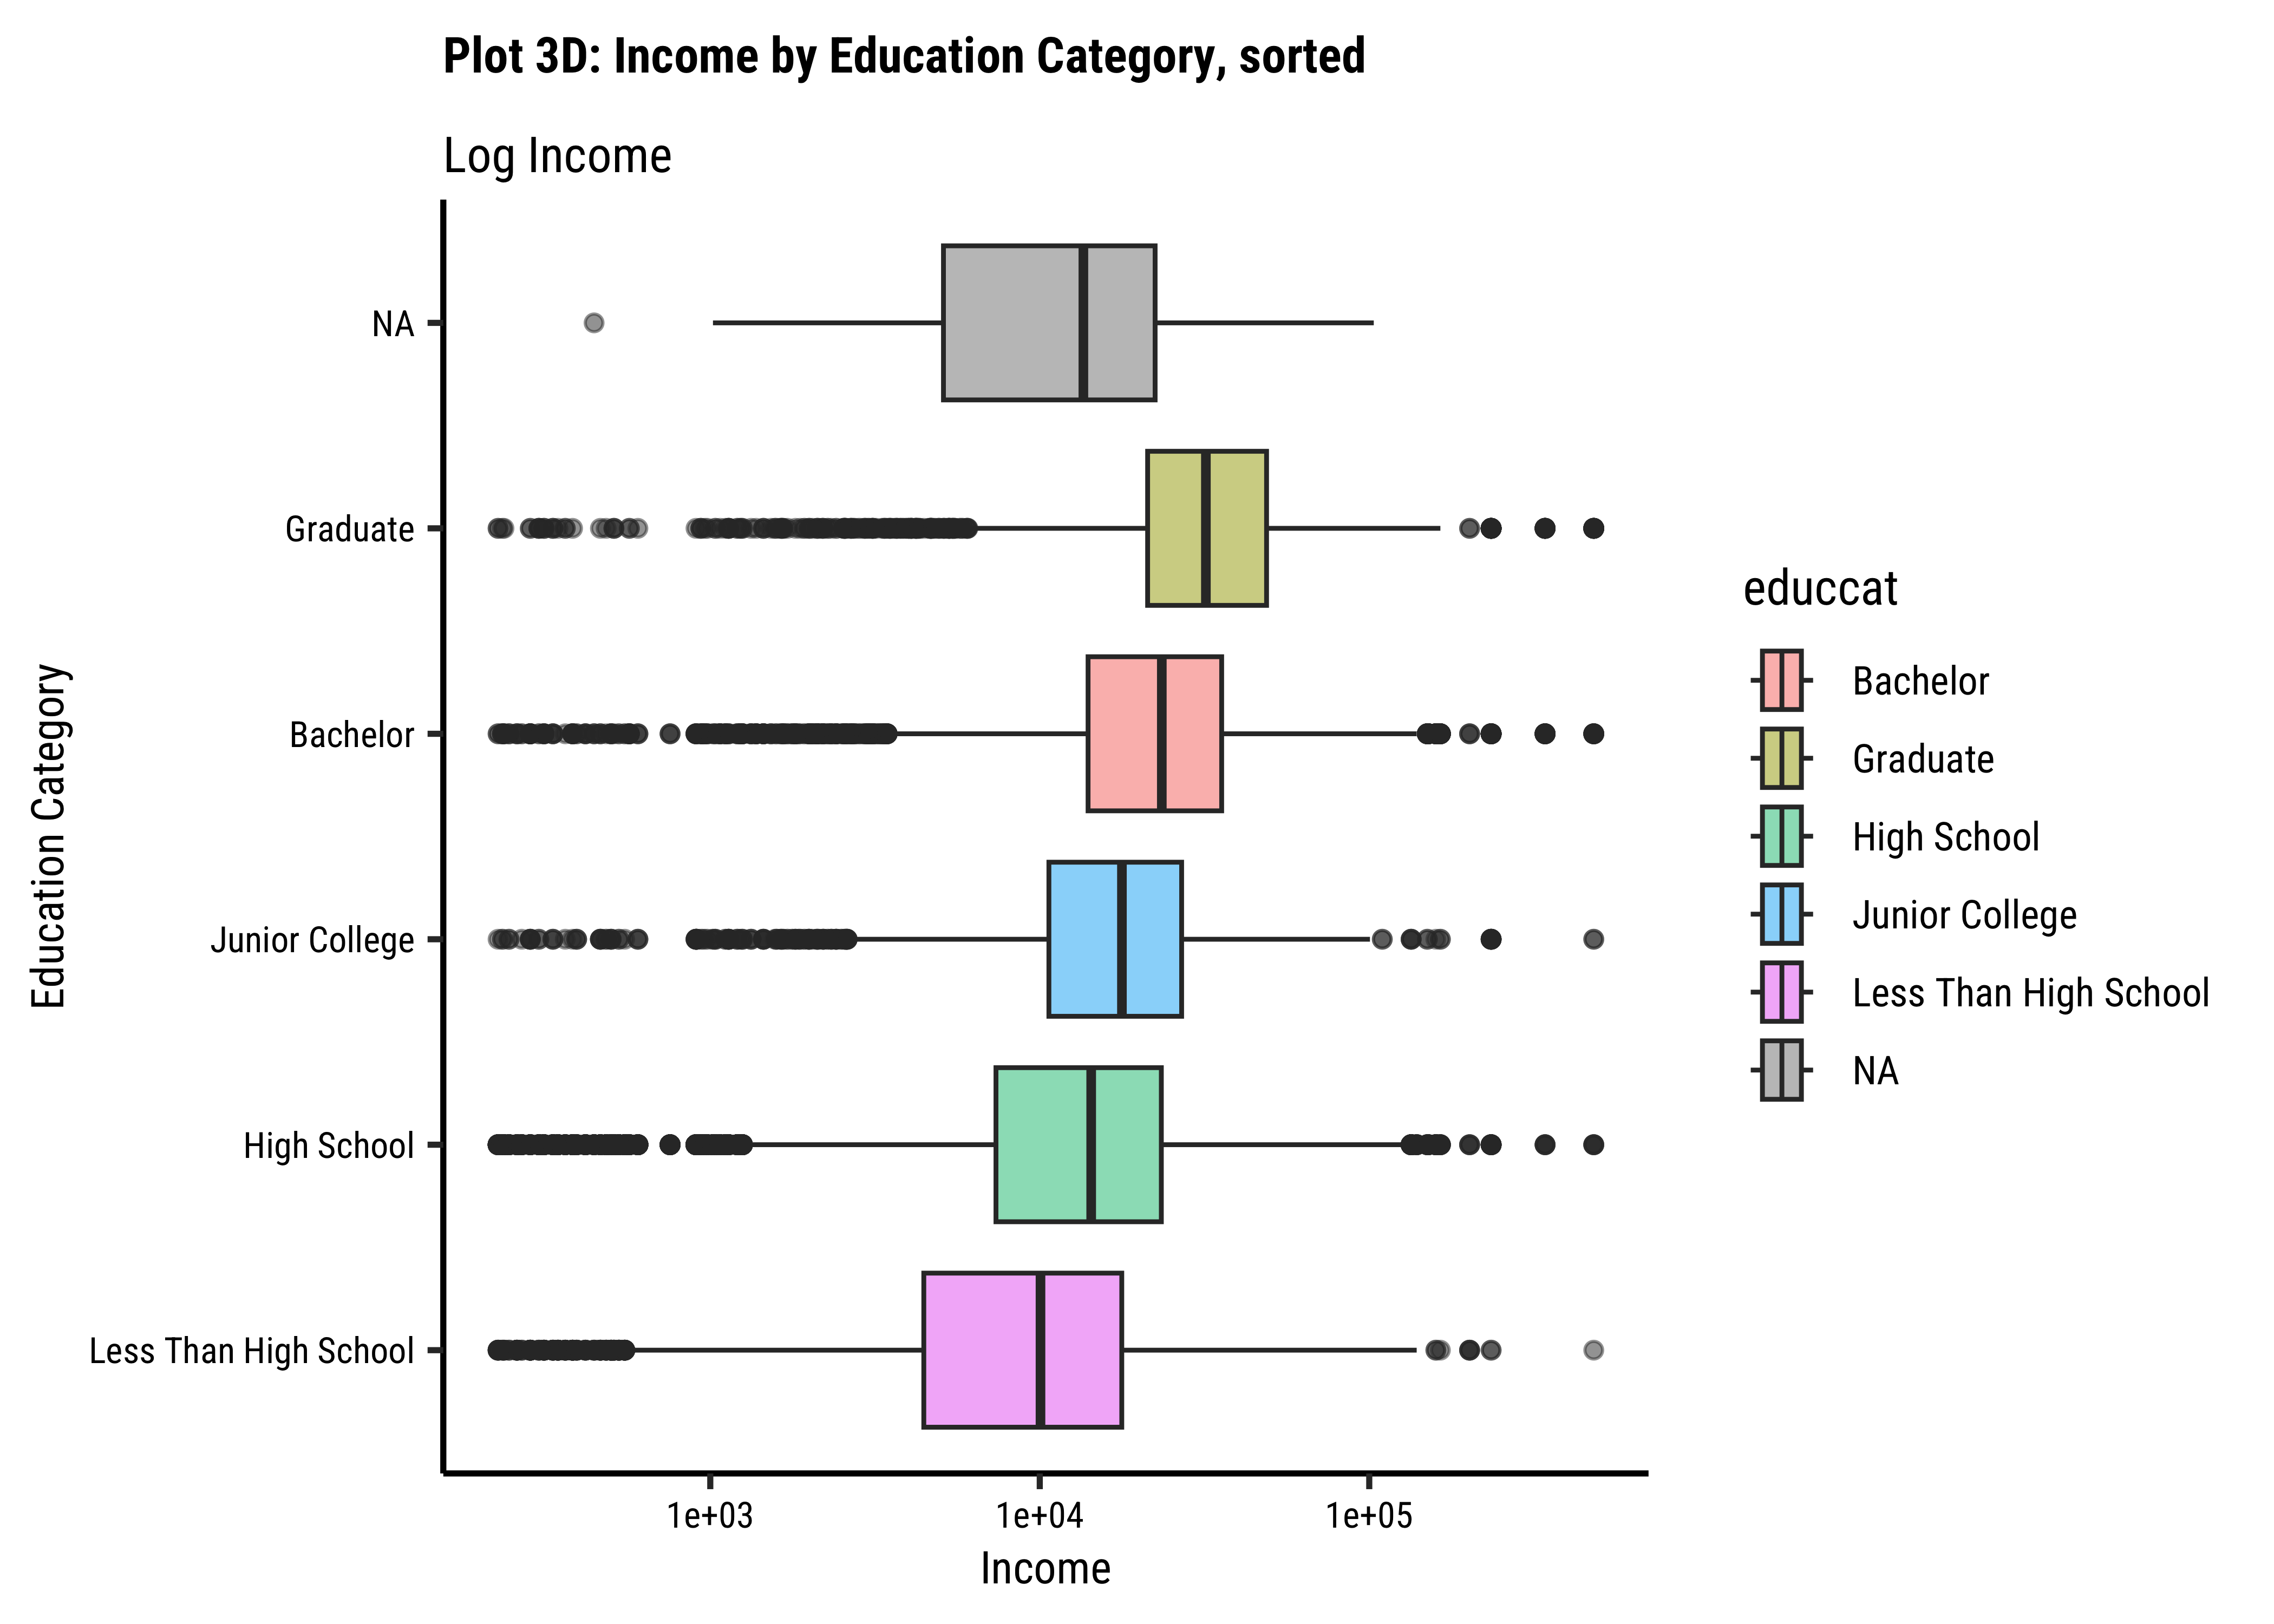 Plot 3D: Income by Education Category, sorted
Log Income
Education Category
NA
Graduate
Bachelor
Junior College
High School
Less Than High School
1e+03
1e+04
1e+05
Income
educcat
Bachelor
Graduate
High School
Junior College
Less Than High School
NA